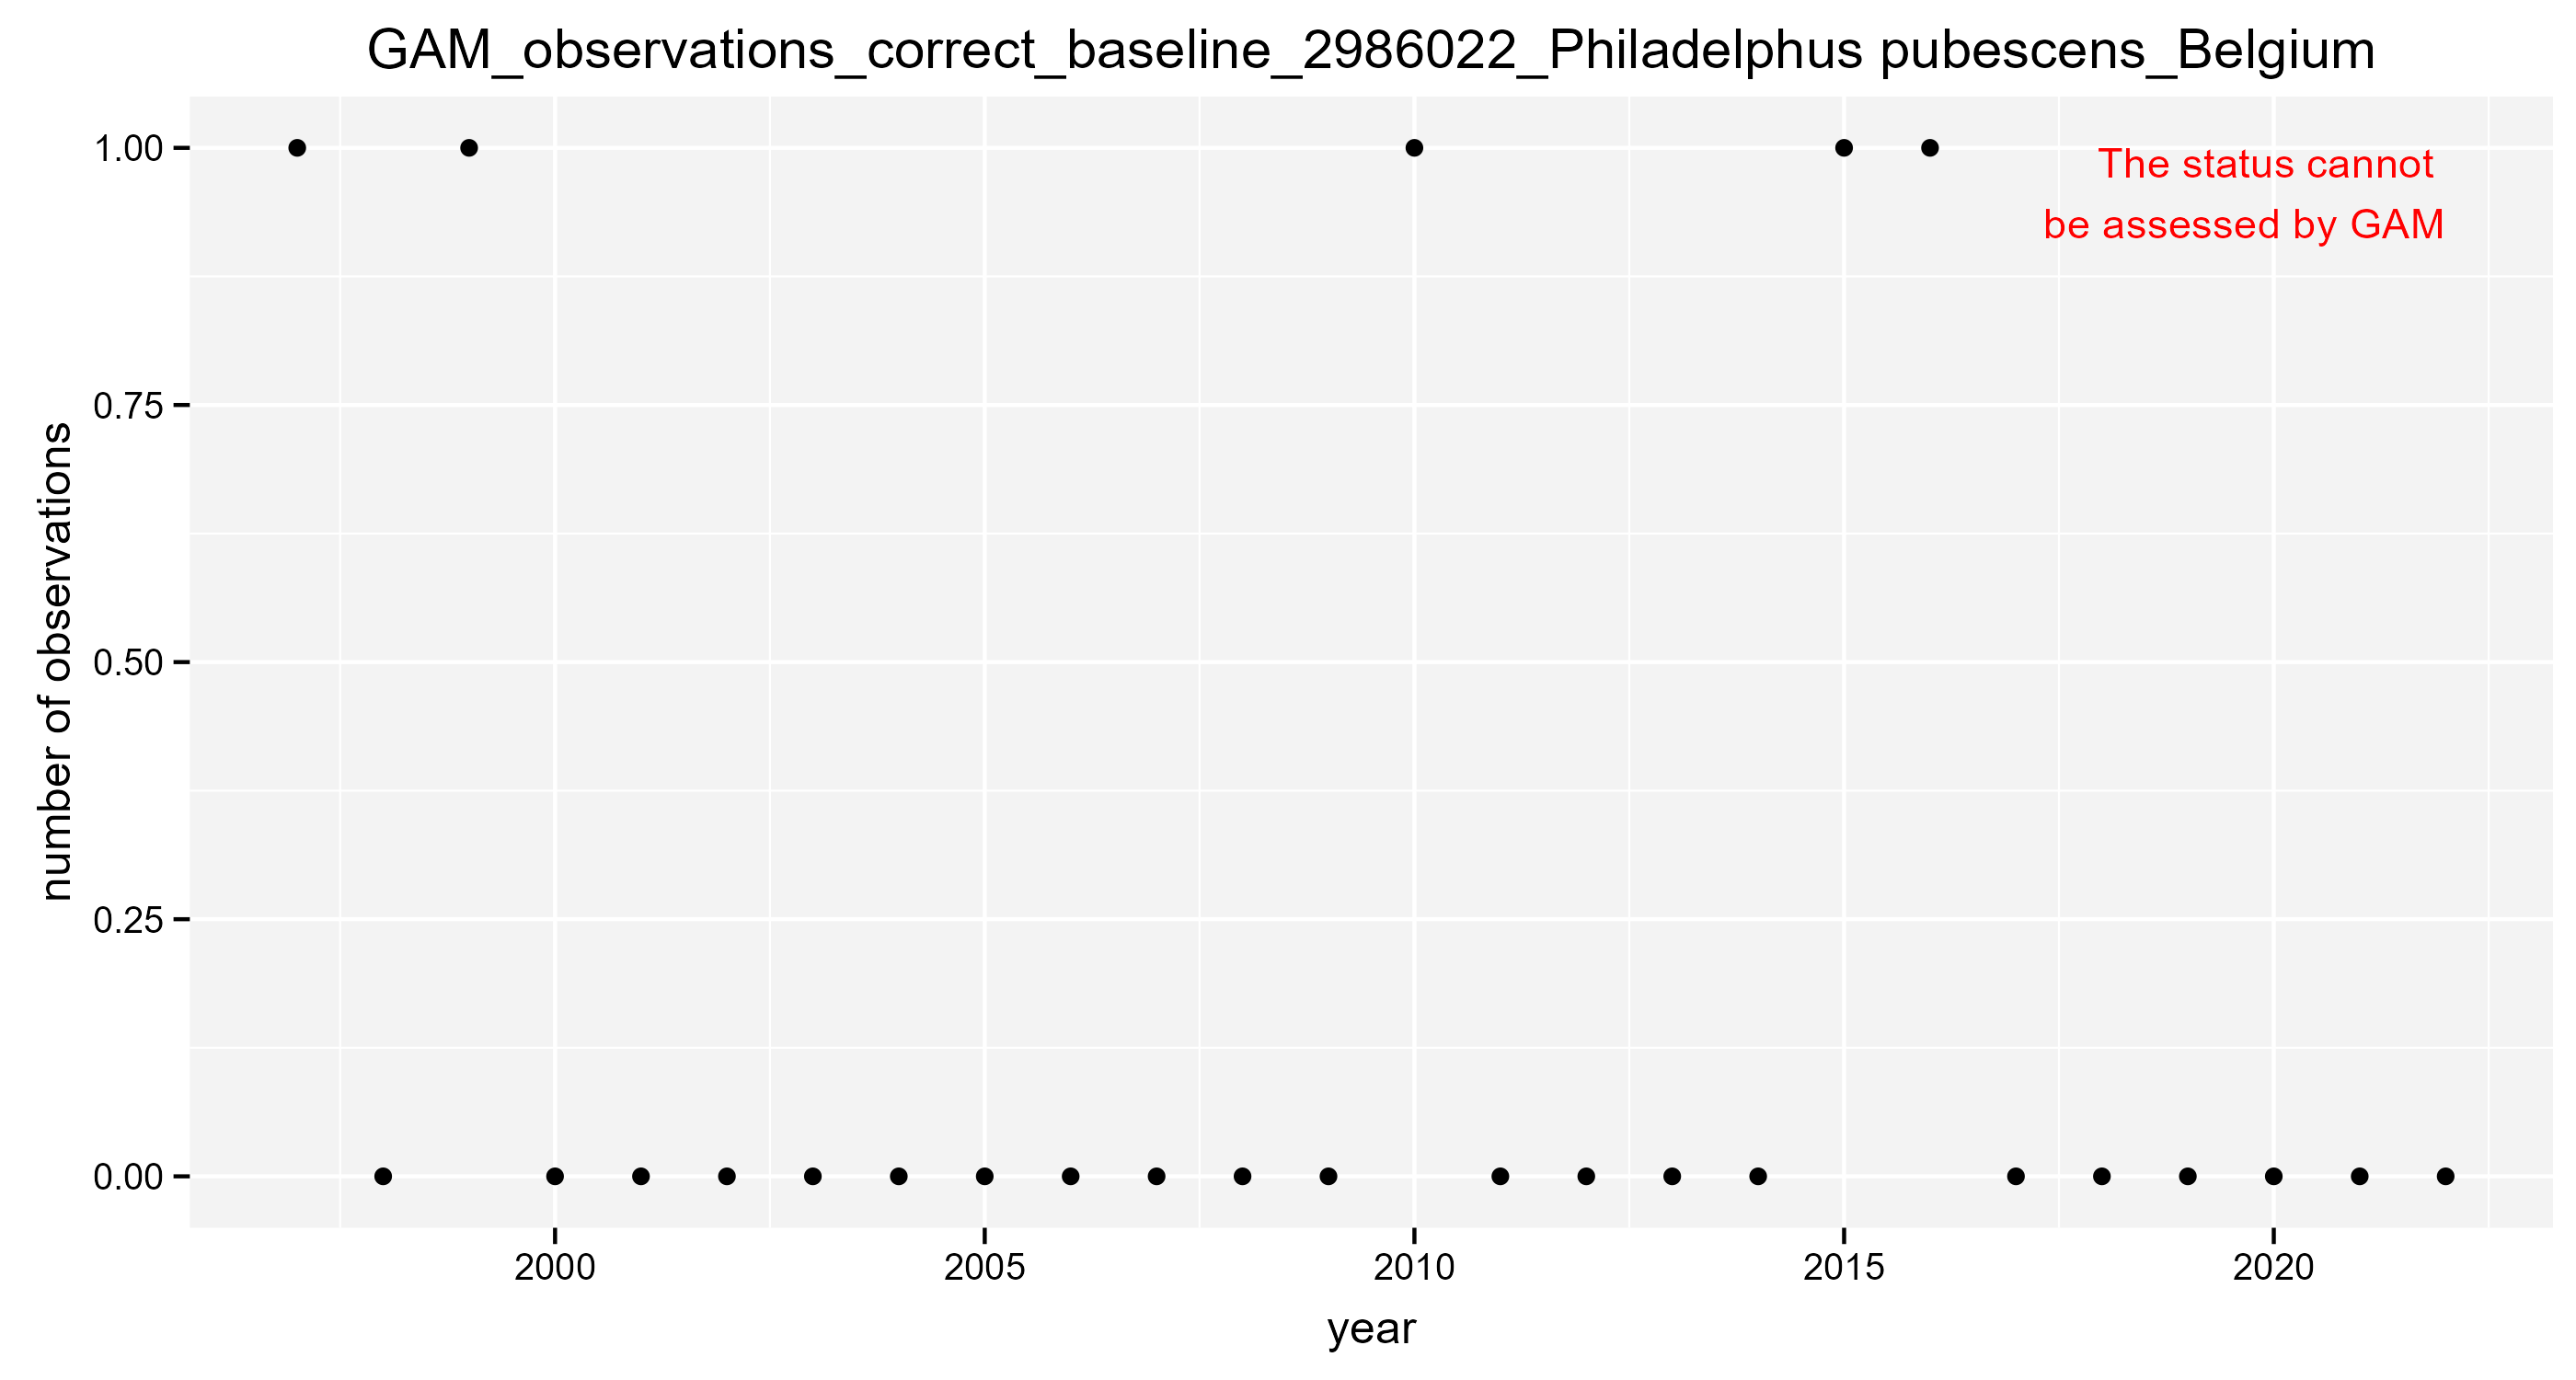 GAM_observations_correct_baseline_2986022_Philadelphus pubescens_Belgium
The status cannot
be assessed by GAM
number of observations
1.00
0.75
0.50
0.25
0.00
2000 2005 2010 2015 2020
year